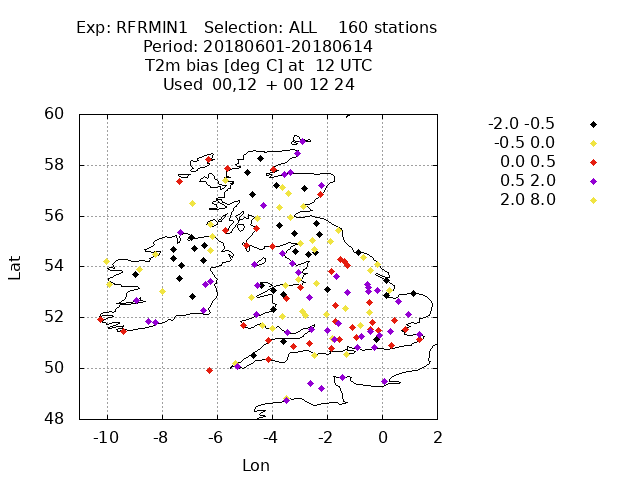 Exp: RFRMIN1 Selection: ALL 160 stations
Period: 20180601-20180614
T2m bias [deg C] at 12 UTC
Used 00,12 + 00 12 24
-2.0 -0.5
-0.5 0.0
0.0 0.5
0.5 2.0
2.0 8.0
60
58
56
54
52
50
48
Lat
-10 -8 -6 -4 -2 0 2
Lon